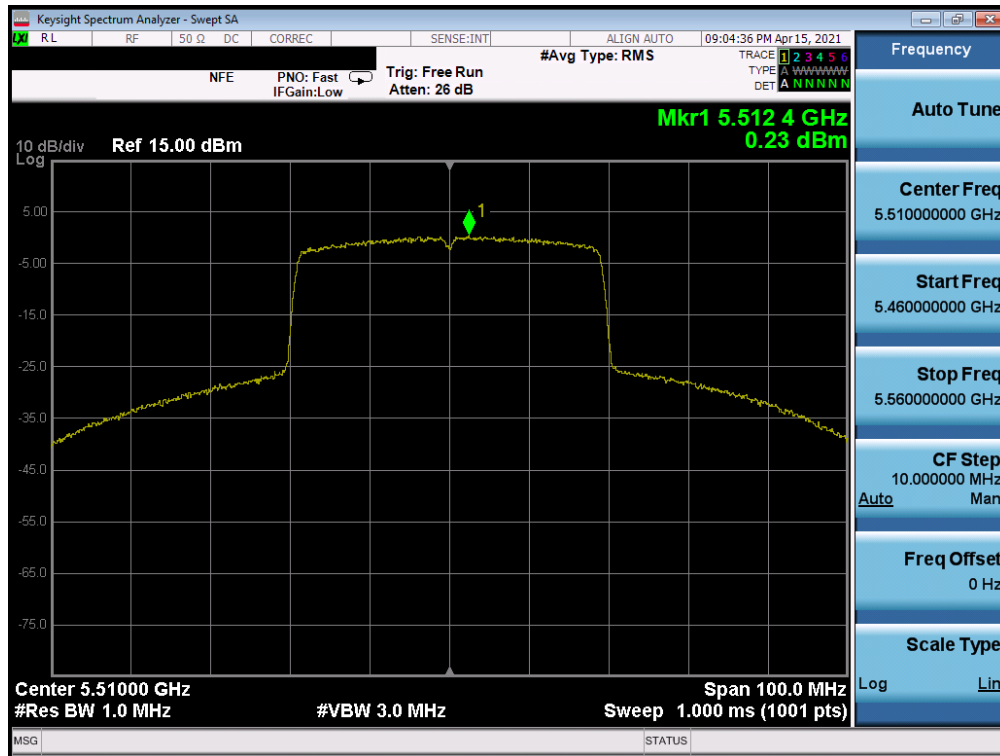 Keysight Spectrum Analyzer - Swept SA
LXI RL RF 50 Ω DC CORREC SENSE:INT ALIGN AUTO 09:04:36 PM Apr 15, 2021
NFE PNO: Fast
IFGain:Low
Trig: Free Run
Atten: 26 dB
#Avg Type: RMS
TRACE 1 2 3 4 5 6
TYPE A WWWWW
DET A N N N N N
Mkr1 5.512 4 GHz
0.23 dBm
10 dB/div Ref 15.00 dBm
Log
1
5.00
-5.00
-15.0
-25.0
-35.0
-45.0
-55.0
-65.0
-75.0
Center 5.51000 GHz Span 100.0 MHz
#Res BW 1.0 MHz #VBW 3.0 MHz Sweep 1.000 ms (1001 pts)
MSG STATUS
Frequency
Auto Tune
Center Freq
5.510000000 GHz
Start Freq
5.460000000 GHz
Stop Freq
5.560000000 GHz
CF Step
10.000000 MHz
Auto Man
Freq Offset
0 Hz
Scale Type
Log Lin